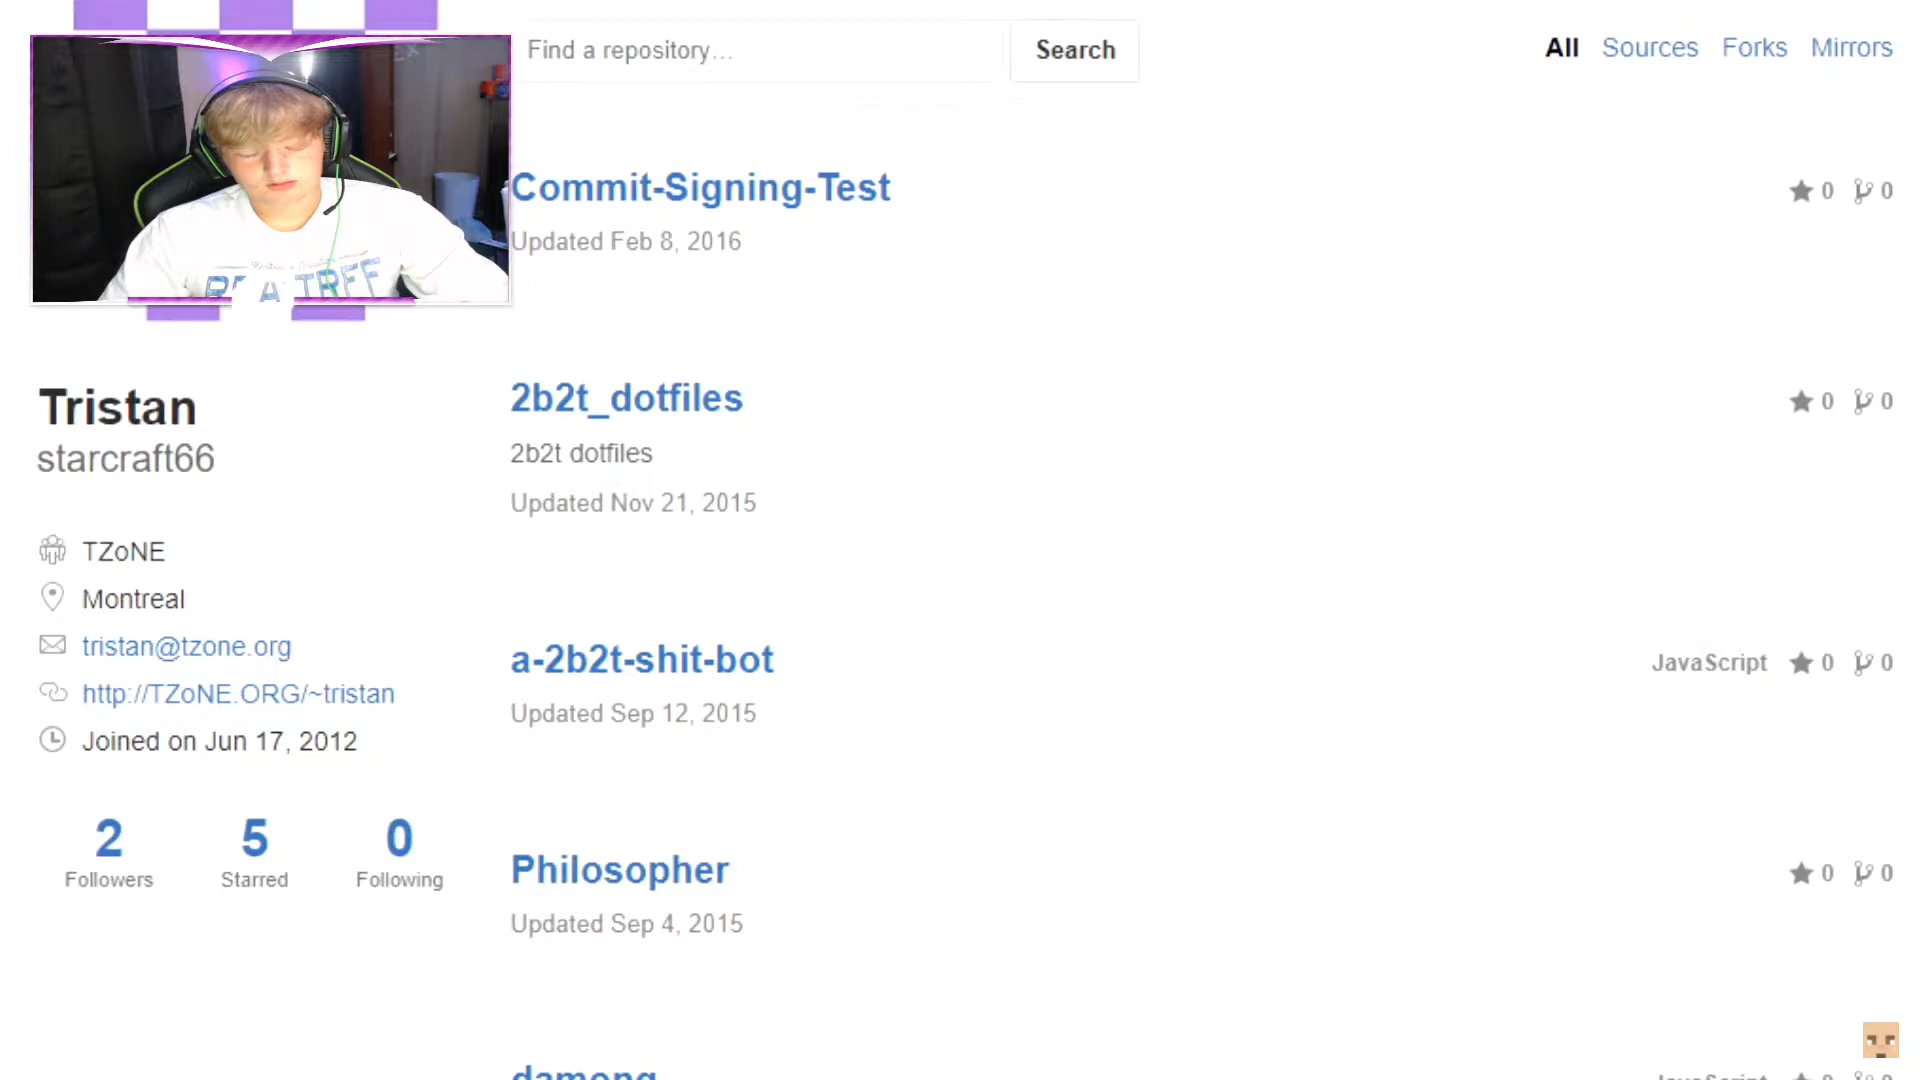 Find a repository...
Search
All Sources Forks Mirrors
Commit-Signing-Test
0 0
Updated Feb 8, 2016
2b2t_dotfiles
0 0
2b2t dotfiles
Updated Nov 21, 2015
a-2b2t-shit-bot
JavaScript 0 0
Updated Sep 12, 2015
Philosopher
0 0
Updated Sep 4, 2015
Tristan
starcraft66
TZoNE
Montreal
tristan@tzone.org
http://TZoNE.ORG/~tristan
Joined on Jun 17, 2012
2 5 0
Followers Starred Following